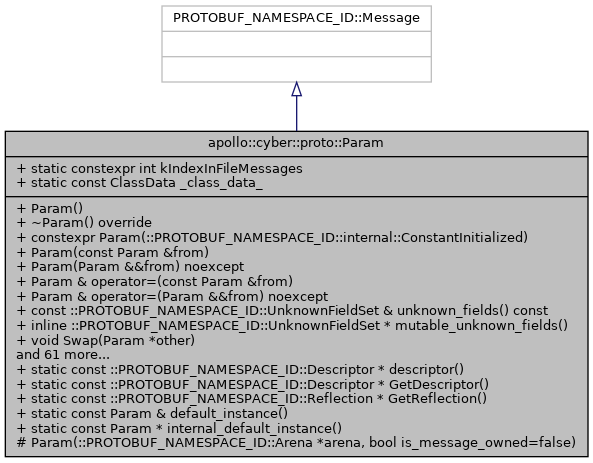 PROTOBUF_NAMESPACE_ID::Message
apollo::cyber::proto::Param
+ static constexpr int kIndexInFileMessages
+ static const ClassData _class_data_
+ Param()
+ ~Param() override
+ constexpr Param(::PROTOBUF_NAMESPACE_ID::internal::ConstantInitialized)
+ Param(const Param &from)
+ Param(Param &&from) noexcept
+ Param & operator=(const Param &from)
+ Param & operator=(Param &&from) noexcept
+ const ::PROTOBUF_NAMESPACE_ID::UnknownFieldSet & unknown_fields() const
+ inline ::PROTOBUF_NAMESPACE_ID::UnknownFieldSet * mutable_unknown_fields()
+ void Swap(Param *other)
and 61 more...
+ static const ::PROTOBUF_NAMESPACE_ID::Descriptor * descriptor()
+ static const ::PROTOBUF_NAMESPACE_ID::Descriptor * GetDescriptor()
+ static const ::PROTOBUF_NAMESPACE_ID::Reflection * GetReflection()
+ static const Param & default_instance()
+ static const Param * internal_default_instance()
# Param(::PROTOBUF_NAMESPACE_ID::Arena *arena, bool is_message_owned=false)